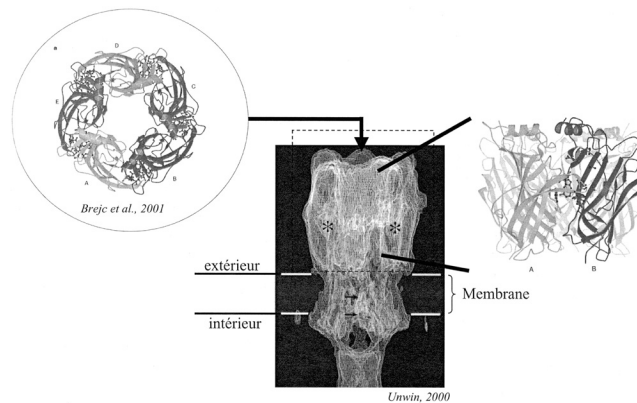 a
D
E
C
A
B
Brejc et al., 2001
* *
extérieur
Membrane
intérieur
A B
Unwin, 2000